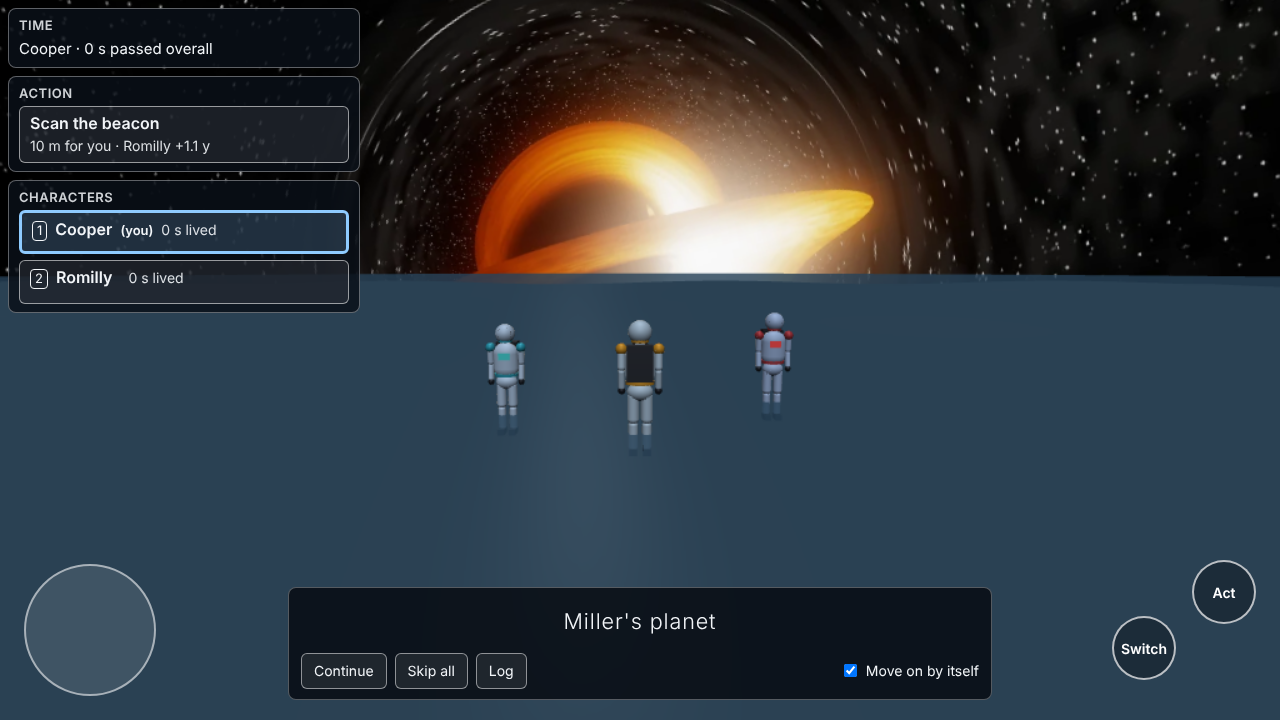 TIME
Cooper · 0 s passed overall
ACTION
Scan the beacon
10 m for you · Romilly +1.1 y
CHARACTERS
1 Cooper (you) 0 s lived
2 Romilly 0 s lived
Miller's planet
Continue Skip all Log Move on by itself
Act
Switch